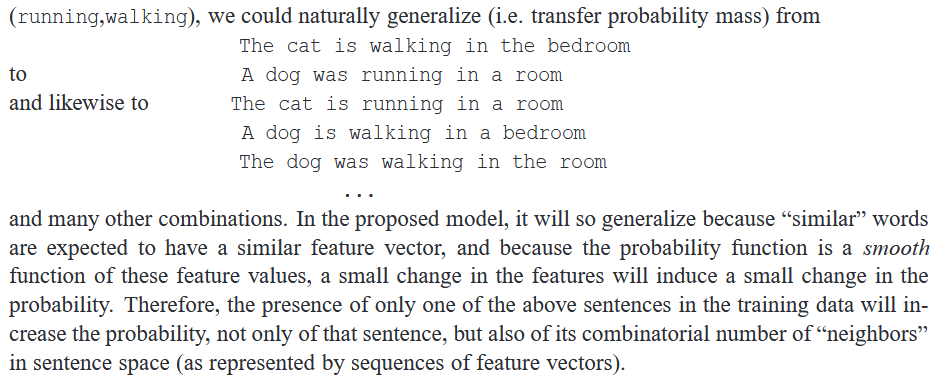 (running,walking), we could naturally generalize (i.e. transfer probability mass) from
The cat is walking in the bedroom
to A dog was running in a room
and likewise to The cat is running in a room
A dog is walking in a bedroom
The dog was walking in the room
...
and many other combinations. In the proposed model, it will so generalize because “similar” words
are expected to have a similar feature vector, and because the probability function is a smooth
function of these feature values, a small change in the features will induce a small change in the
probability. Therefore, the presence of only one of the above sentences in the training data will in-
crease the probability, not only of that sentence, but also of its combinatorial number of “neighbors”
in sentence space (as represented by sequences of feature vectors).